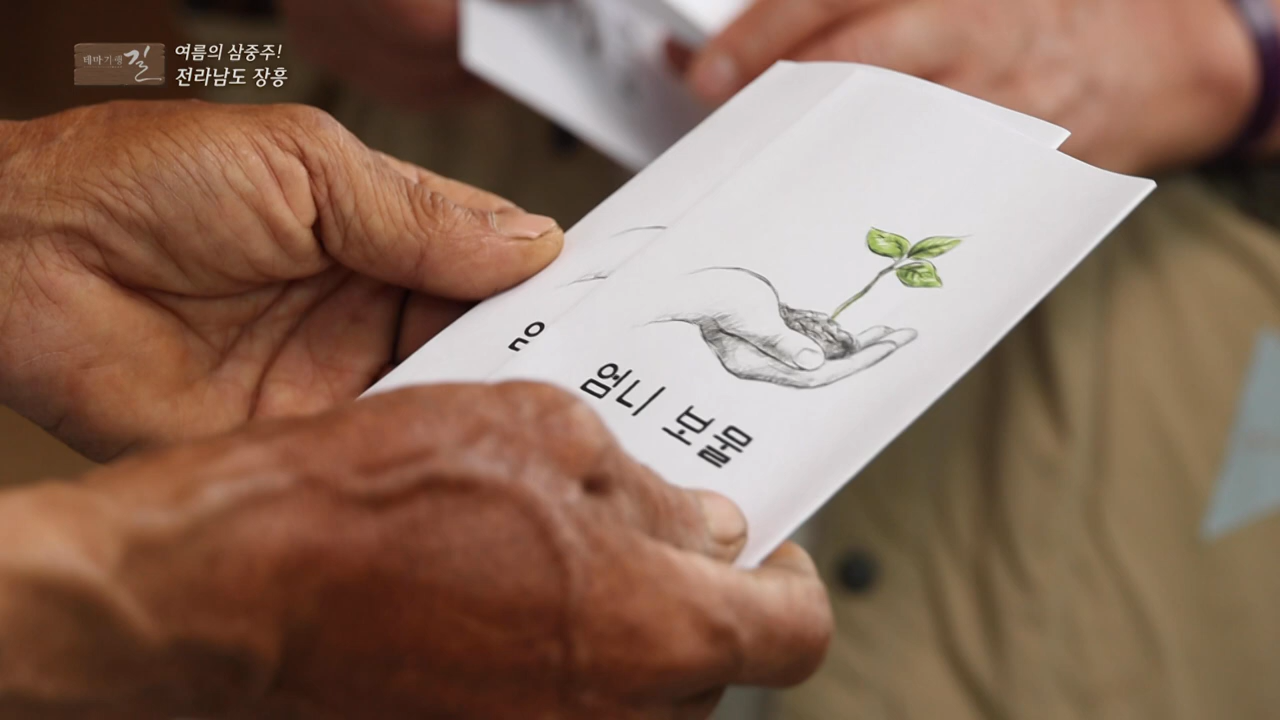 테마기행 길
여름의 삼중주!
전라남도 장흥
은
엄니 보물